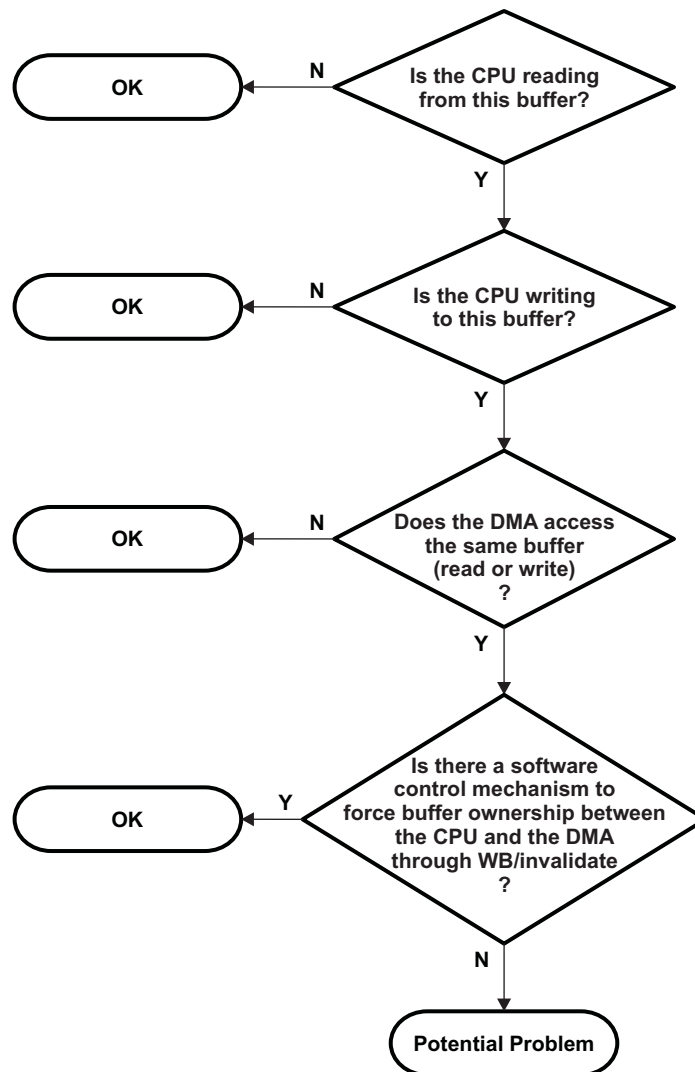 Is the CPU reading
from this buffer?
N
OK
Y
Is the CPU writing
to this buffer?
N
OK
Y
Does the DMA access
the same buffer
(read or write)
?
N
OK
Y
Is there a software
control mechanism to
force buffer ownership between
the CPU and the DMA
through WB/invalidate
?
Y
OK
N
Potential Problem